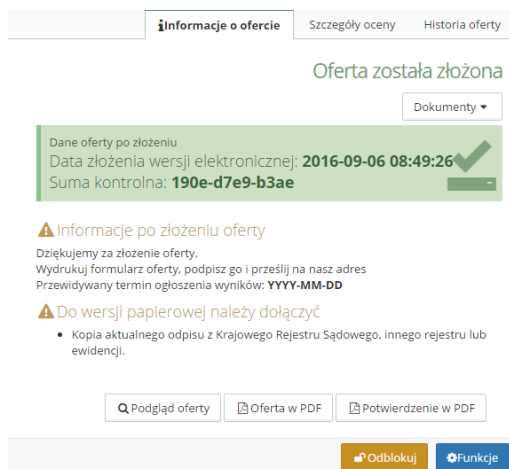 Informacje o ofercie
Szczegóły oceny
Historia oferty
Oferta została złożona
Dokumenty
Dane oferty po złożeniu
Data złożenia wersji elektronicznej: 2016-09-06 08:49:26
Suma kontrolna: 190e-d7e9-b3ae
Informacje po złożeniu oferty
Dziękujemy za złożenie oferty.
Wydrukuj formularz oferty, podpisz go i prześlij na nasz adres
Przewidywany termin ogłoszenia wyników: YYYY-MM-DD
Do wersji papierowej należy dołączyć
Kopia aktualnego odpisu z Krajowego Rejestru Sądowego, innego rejestru lub
ewidencji.
Podgląd oferty
Oferta w PDF
Potwierdzenie w PDF
Odblokuj
Funkcje